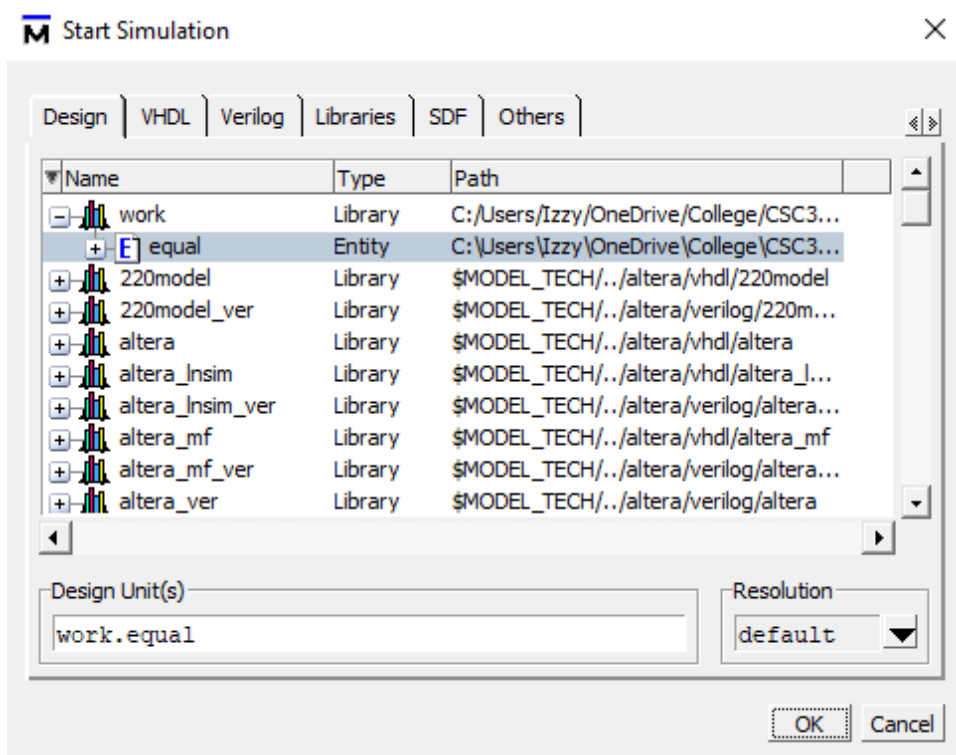 Start Simulation
Design VHDL Verilog Libraries SDF Others
Name Type Path
work Library C:/Users/Izzy/OneDrive/College/CSC3...
equal Entity C:\Users\Izzy\OneDrive\College\CSC3...
220model Library $MODEL_TECH/../altera/vhdl/220model
220model_ver Library $MODEL_TECH/../altera/verilog/220m...
altera Library $MODEL_TECH/../altera/vhdl/altera
altera_lnsim Library $MODEL_TECH/../altera/vhdl/altera_l...
altera_lnsim_ver Library $MODEL_TECH/../altera/verilog/altera...
altera_mf Library $MODEL_TECH/../altera/vhdl/altera_mf
altera_mf_ver Library $MODEL_TECH/../altera/verilog/altera...
altera_ver Library $MODEL_TECH/../altera/verilog/altera
Design Unit(s) Resolution
work.equal default
OK Cancel